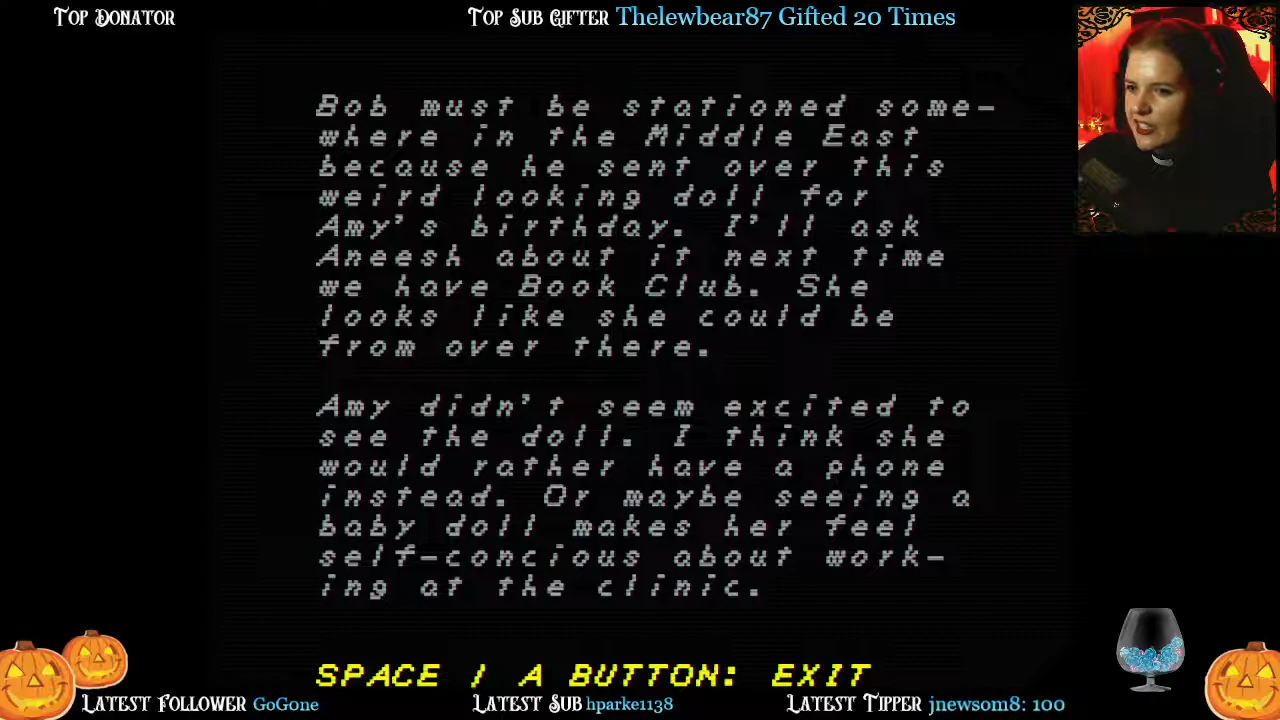 Top Donator
Top Sub Gifter Thelewbear87 Gifted 20 Times
Bob must be stationed some-
where in the Middle East
because he sent over this
weird looking doll for
Amy's birthday. I'll ask
Aneesh about it next time
we have Book Club. She
looks like she could be
from over there.
Amy didn't seem excited to
see the doll. I think she
would rather have a phone
instead. Or maybe seeing a
baby doll makes her feel
self-concious about work-
ing at the clinic.
SPACE / A BUTTON: EXIT
Latest Follower GoGone
Latest Sub hparke1138
Latest Tipper jnewsom8: 100